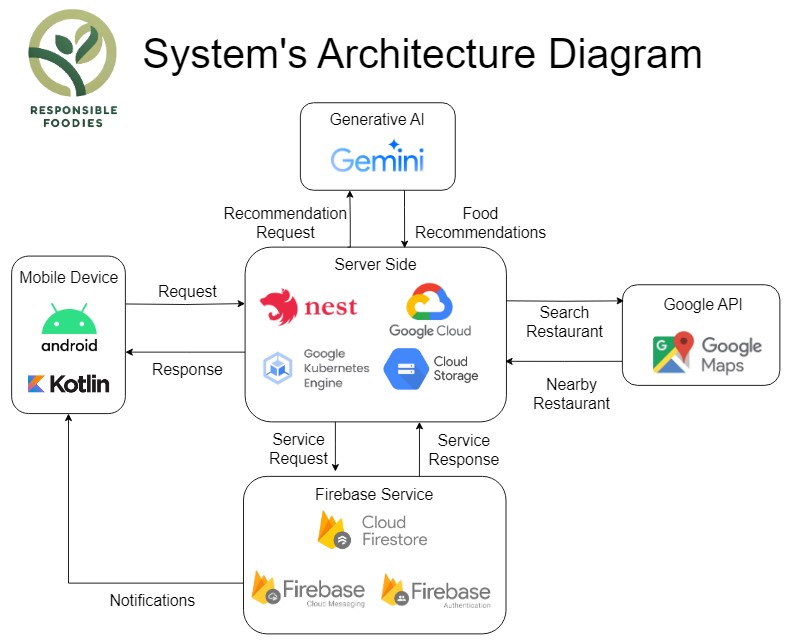 System's Architecture Diagram
RESPONSIBLE
FOODIES
Generative AI
Gemini
Recommendation
Request
Food
Recommendations
Mobile Device
android
Kotlin
Request
Response
Server Side
nest
Google Cloud
Google
Kubernetes
Engine
Cloud
Storage
Search
Restaurant
Nearby
Restaurant
Google API
G
Google
Maps
Service
Request
Service
Response
Firebase Service
Cloud
Firestore
Firebase
Cloud Messaging
Firebase
Authentication
Notifications